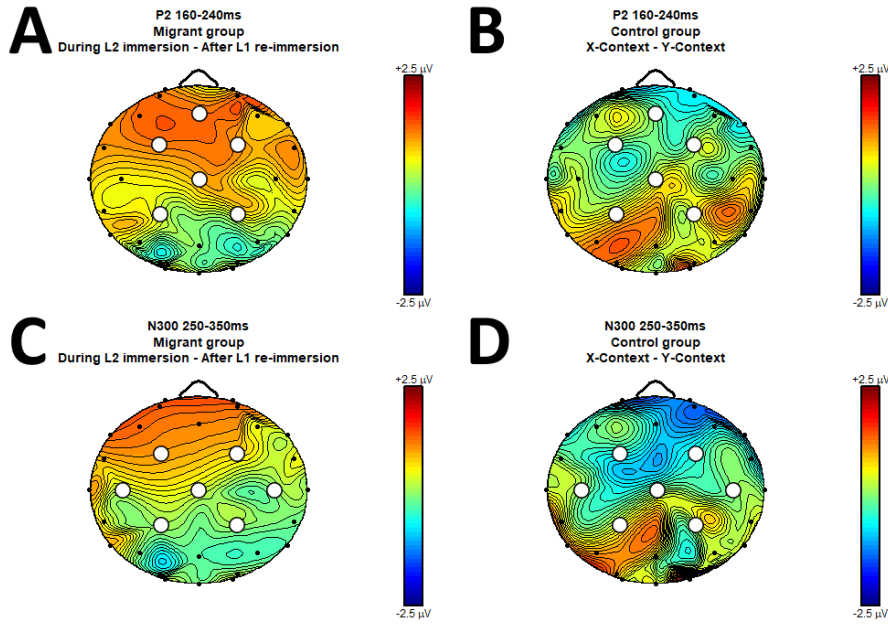 A
P2 160-240ms
Migrant group
During L2 immersion - After L1 re-immersion
+2.5 µV
-2.5 µV
B
P2 160-240ms
Control group
X-Context - Y-Context
+2.5 µV
-2.5 µV
C
N300 250-350ms
Migrant group
During L2 immersion - After L1 re-immersion
+2.5 µV
-2.5 µV
D
N300 250-350ms
Control group
X-Context - Y-Context
+2.5 µV
-2.5 µV